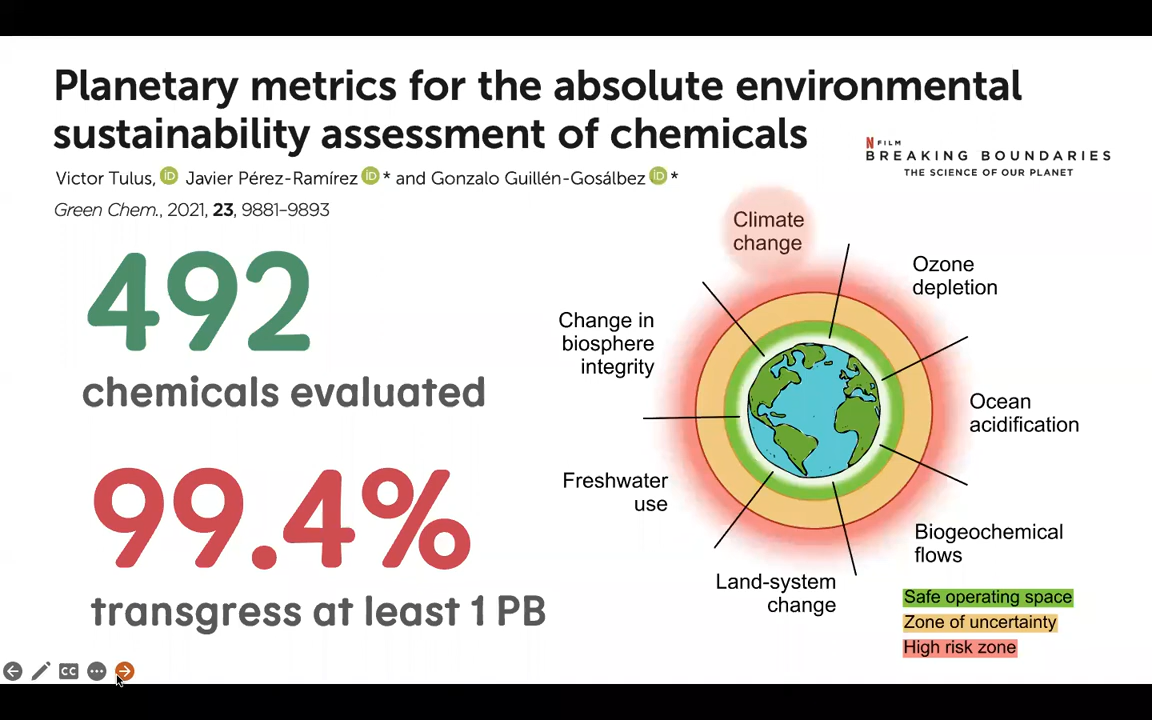 Planetary metrics for the absolute environmental
sustainability assessment of chemicals
Victor Tulus, iD Javier Pérez-Ramírez iD * and Gonzalo Guillén-Gosálbez iD *
Green Chem., 2021, 23, 9881–9893
N FILM
BREAKING BOUNDARIES
THE SCIENCE OF OUR PLANET
492
chemicals evaluated
99.4%
transgress at least 1 PB
Climate
change
Ozone
depletion
Change in
biosphere
integrity
Ocean
acidification
Freshwater
use
Biogeochemical
flows
Land-system
change
Safe operating space
Zone of uncertainty
High risk zone
CC